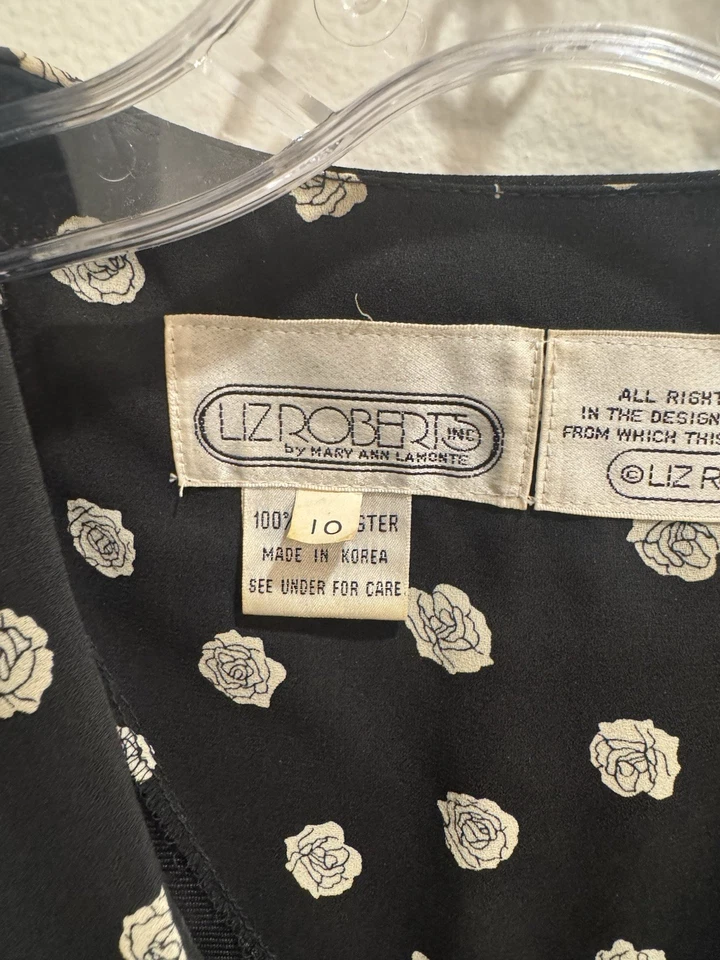 LIZ ROBERTS INC
by MARY ANN LAMONTE
100%
10
STER
MADE IN KOREA
SEE UNDER FOR CARE
ALL RIGHT
IN THE DESIGN
FROM WHICH THIS
©LIZ R